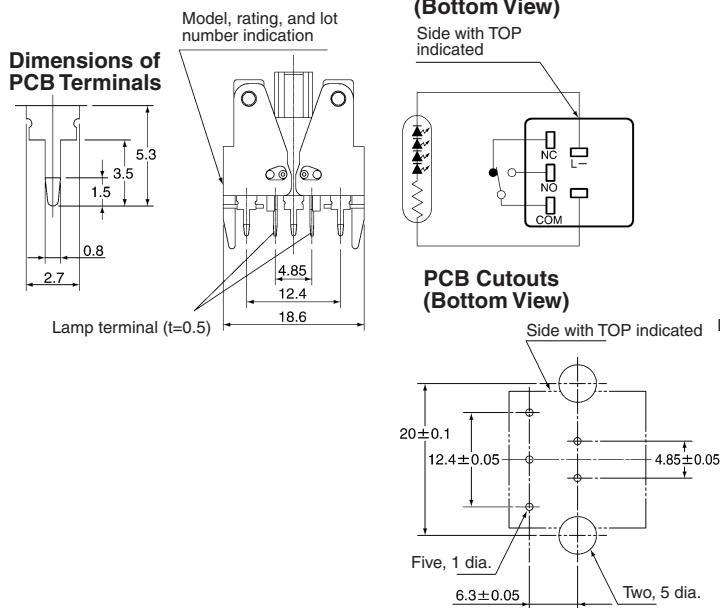 (Bottom View)
Model, rating, and lot
number indication
Side with TOP
indicated
Dimensions of
PCB Terminals
5.3
3.5
1.5
0.8
2.7
4.85
12.4
18.6
Lamp terminal (t=0.5)
NC
L−
NO
COM
PCB Cutouts
(Bottom View)
Side with TOP indicated
20±0.1
12.4±0.05
4.85±0.05
Five, 1 dia.
6.3±0.05
Two, 5 dia.